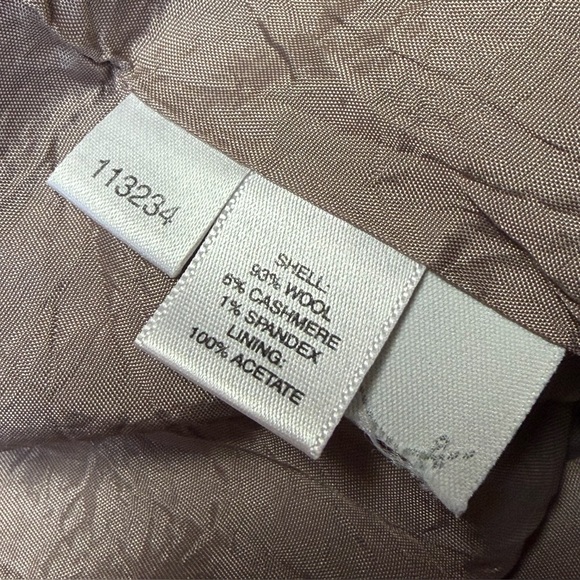 113234
SHELL:
93% WOOL
6% CASHMERE
1% SPANDEX
LINING:
100% ACETATE